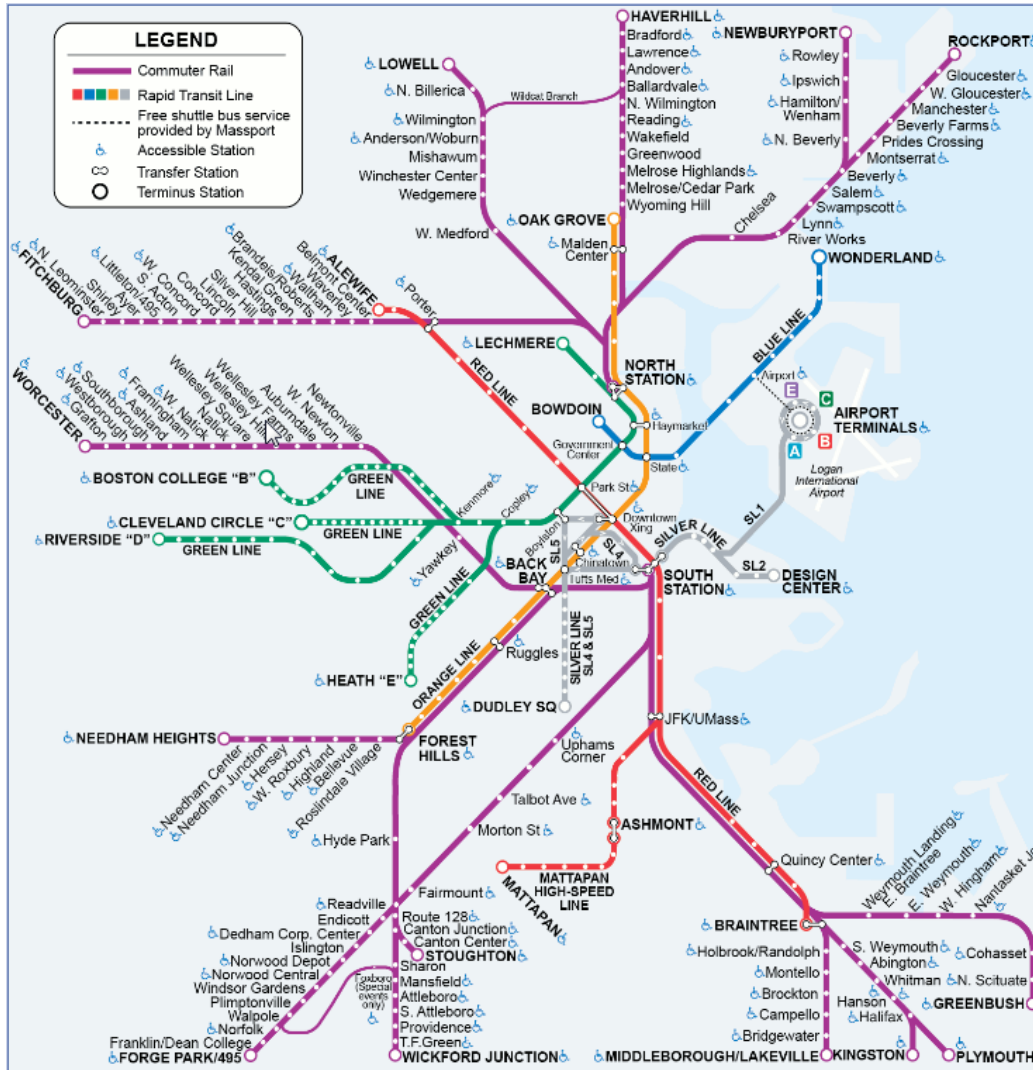 LEGEND
Commuter Rail
Rapid Transit Line
Free shuttle bus service
provided by Massport
Accessible Station
Transfer Station
Terminus Station
LOWELL
N. Billerica
Wilmington
Anderson/Woburn
Mishawum
Winchester Center
Wedgemere
W. Medford
Wildcat Branch
HAVERHILL
Bradford
Lawrence
Andover
Ballardvale
N. Wilmington
Reading
Wakefield
Greenwood
Melrose Highlands
Melrose/Cedar Park
Wyoming Hill
OAK GROVE
Malden
Center
NEWBURYPORT
Rowley
Ipswich
Hamilton/
Wenham
N. Beverly
ROCKPORT
Gloucester
W. Gloucester
Manchester
Beverly Farms
Prides Crossing
Montserrat
Beverly
Salem
Swampscott
Lynn
River Works
Chelsea
WONDERLAND
BLUE LINE
Airport
E
C
B
A
AIRPORT
TERMINALS
Logan
International
Airport
FITCHBURG
N. Leominster
Shirley
Ayer
Littleton/495
S. Acton
W. Concord
Concord
Lincoln
Silver Hill
Hastings
Kendal Green
Brandeis/Roberts
Waltham
Waverley
Belmont Center
ALEWIFE
Porter
RED LINE
LECHMERE
NORTH
STATION
BOWDOIN
Haymarket
Government
Center
State
Park St
Downtown
Xing
WORCESTER
Grafton
Westborough
Southborough
Ashland
Framingham
W. Natick
Natick
Wellesley Square
Wellesley Hills
Wellesley Farms
Auburndale
W. Newton
Newtonville
BOSTON COLLEGE "B"
GREEN
LINE
CLEVELAND CIRCLE "C"
GREEN LINE
RIVERSIDE "D"
GREEN LINE
Kenmore
Copley
Yawkey
Boylston
SL5
SL4
Chinatown
Tufts Med
BACK
BAY
GREEN LINE
HEATH "E"
SOUTH
STATION
SILVER LINE
SL1
SL2
DESIGN
CENTER
SILVER LINE
SL4 & SL5
DUDLEY SQ
ORANGE LINE
Ruggles
FOREST
HILLS
NEEDHAM HEIGHTS
Needham Center
Needham Junction
Hersey
W. Roxbury
Highland
Bellevue
Roslindale Village
Hyde Park
Uphams
Corner
Talbot Ave
Morton St
Fairmount
JFK/UMass
RED LINE
ASHMONT
MATTAPAN
HIGH-SPEED
LINE
MATTAPAN
Quincy Center
BRAINTREE
Weymouth Landing/
E. Braintree
E. Weymouth
W. Hingham
Nantasket
Cohasset
N. Scituate
GREENBUSH
Readville
Endicott
Dedham Corp. Center
Islington
Norwood Depot
Norwood Central
Windsor Gardens
Plimptonville
Walpole
Norfolk
Franklin/Dean College
FORGE PARK/495
Foxboro
(Special
events
only)
Route 128
Canton Junction
Canton Center
STOUGHTON
Sharon
Mansfield
Attleboro
S. Attleboro
Providence
T.F.Green
WICKFORD JUNCTION
Holbrook/Randolph
Montello
Brockton
Campello
Bridgewater
MIDDLEBOROUGH/LAKEVILLE
S. Weymouth
Abington
Whitman
Hanson
Halifax
KINGSTON
PLYMOUTH